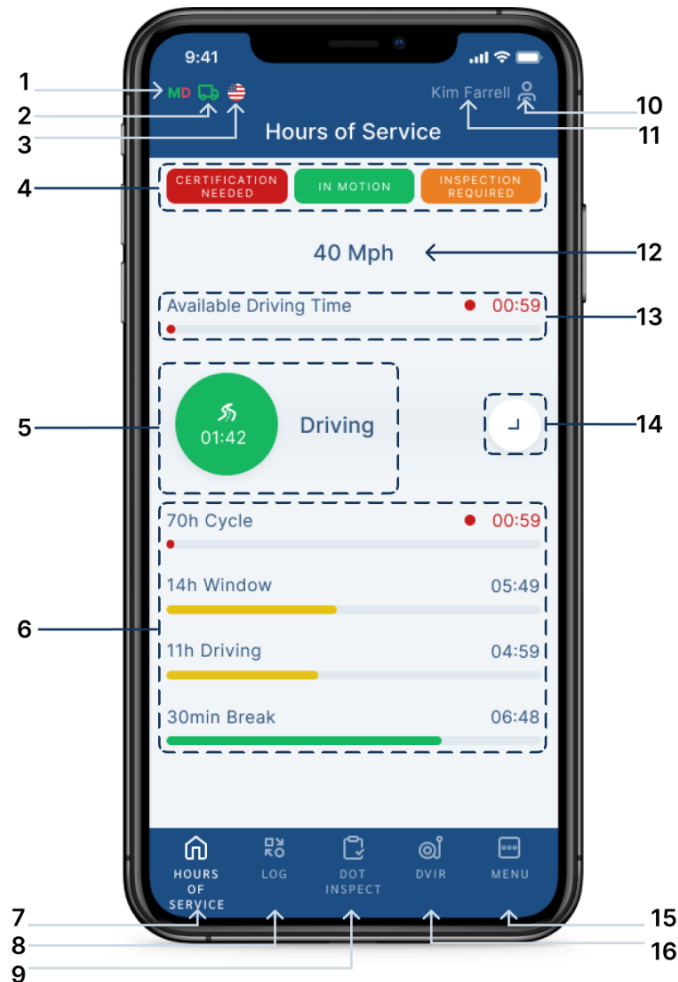 9:41
1
MD
2
3
Kim Farrell
10
11
Hours of Service
4
CERTIFICATION
NEEDED
IN MOTION
INSPECTION
REQUIRED
40 Mph
12
Available Driving Time
00:59
13
5
01:42
Driving
14
70h Cycle
00:59
14h Window
05:49
6
11h Driving
04:59
30min Break
06:48
HOURS
OF
SERVICE
LOG
DOT
INSPECT
DVIR
MENU
7
8
9
15
16